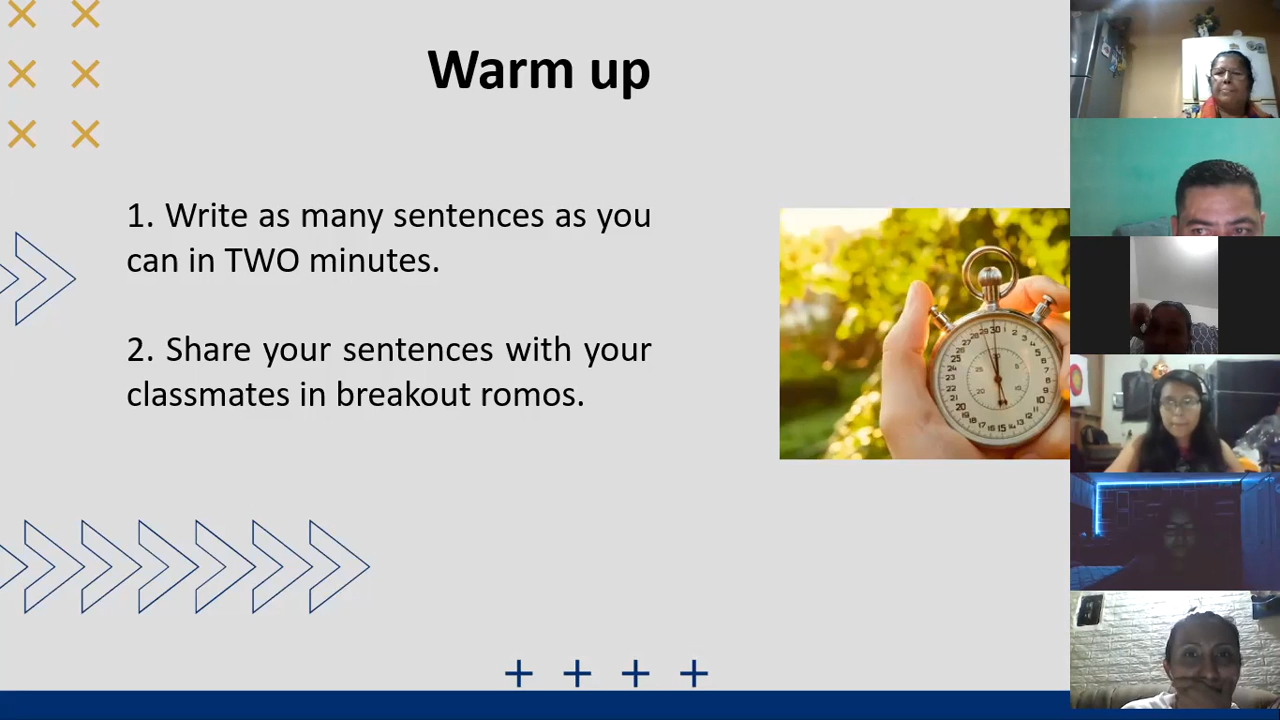 Warm up
1. Write as many sentences as you
can in TWO minutes.
2. Share your sentences with your
classmates in breakout romos.